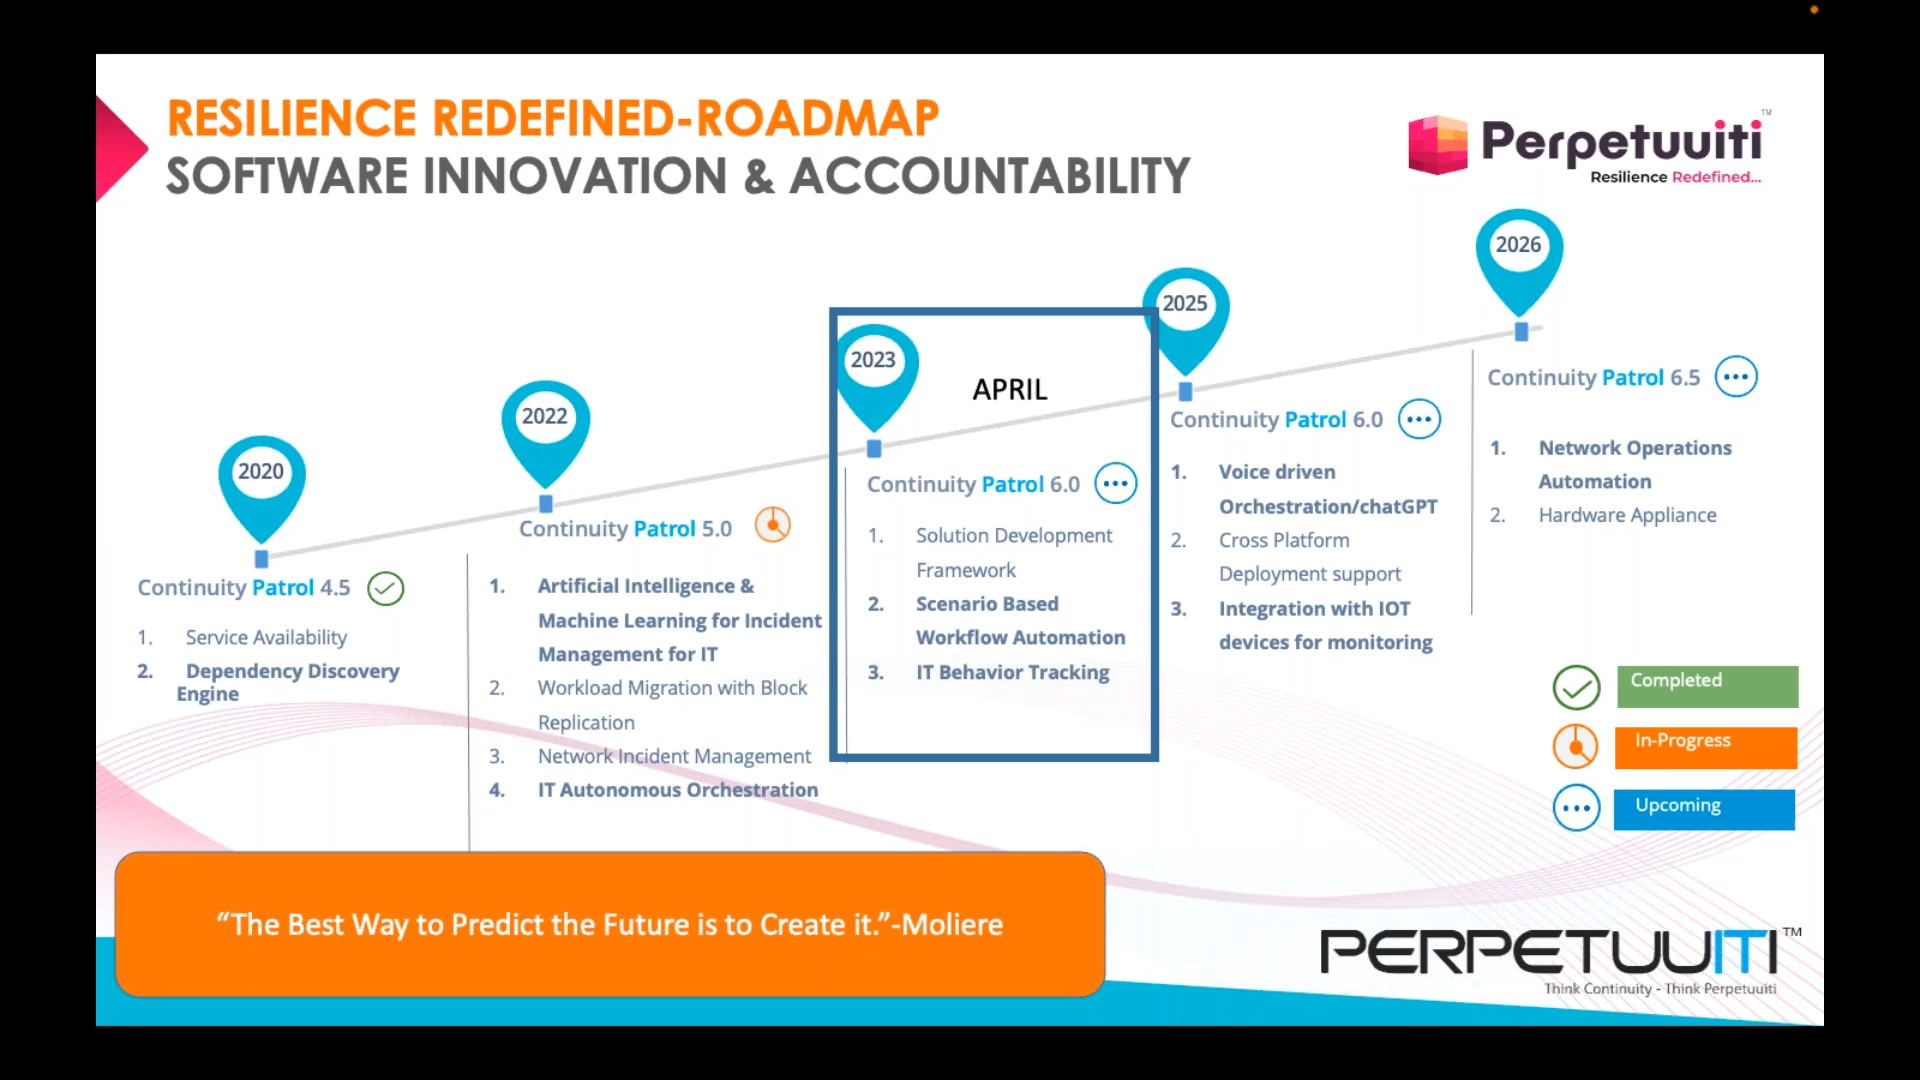 RESILIENCE REDEFINED-ROADMAP
SOFTWARE INNOVATION & ACCOUNTABILITY
Perpetuuiti™
Resilience Redefined...
2020
Continuity Patrol 4.5
1. Service Availability
2. Dependency Discovery
Engine
2022
Continuity Patrol 5.0
1. Artificial Intelligence &
Machine Learning for Incident
Management for IT
2. Workload Migration with Block
Replication
3. Network Incident Management
4. IT Autonomous Orchestration
2023
APRIL
Continuity Patrol 6.0
1. Solution Development
Framework
2. Scenario Based
Workflow Automation
3. IT Behavior Tracking
2025
Continuity Patrol 6.0
1. Voice driven
Orchestration/chatGPT
2. Cross Platform
Deployment support
3. Integration with IOT
devices for monitoring
2026
Continuity Patrol 6.5
1. Network Operations
Automation
2. Hardware Appliance
Completed
In-Progress
Upcoming
“The Best Way to Predict the Future is to Create it.”-Moliere
PERPETUUITI™
Think Continuity - Think Perpetuuiti